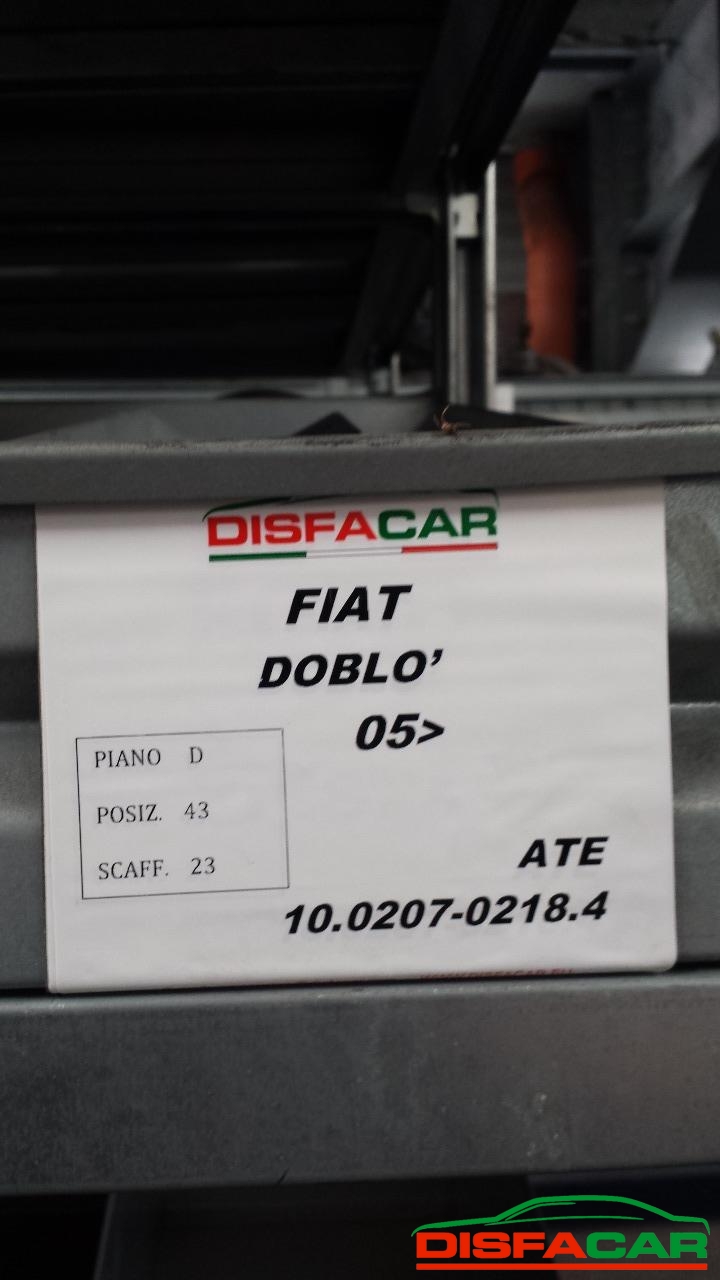 DISFACAR
FIAT
DOBLO’
05>
PIANO D
POSIZ. 43
SCAFF. 23
ATE
10.0207-0218.4
DISFACAR